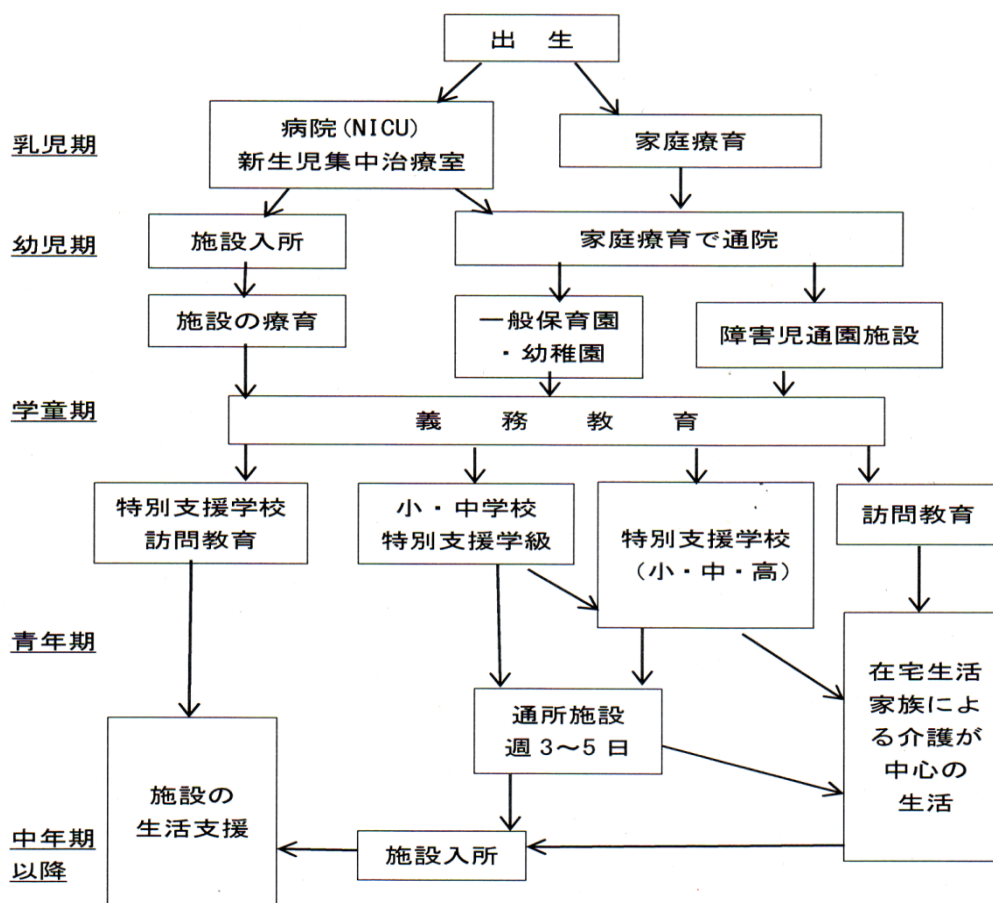 出 生
乳児期
病院(NICU)
新生児集中治療室
家庭療育
幼児期
施設入所
家庭療育で通院
施設の療育
一般保育園
・幼稚園
障害児通園施設
学童期
義 務 教 育
特別支援学校
訪問教育
小・中学校
特別支援学級
特別支援学校
(小・中・高)
訪問教育
青年期
通所施設
週3～5日
在宅生活
家族によ
る介護が
中心の
生活
施設の
生活支援
中年期
以降
施設入所